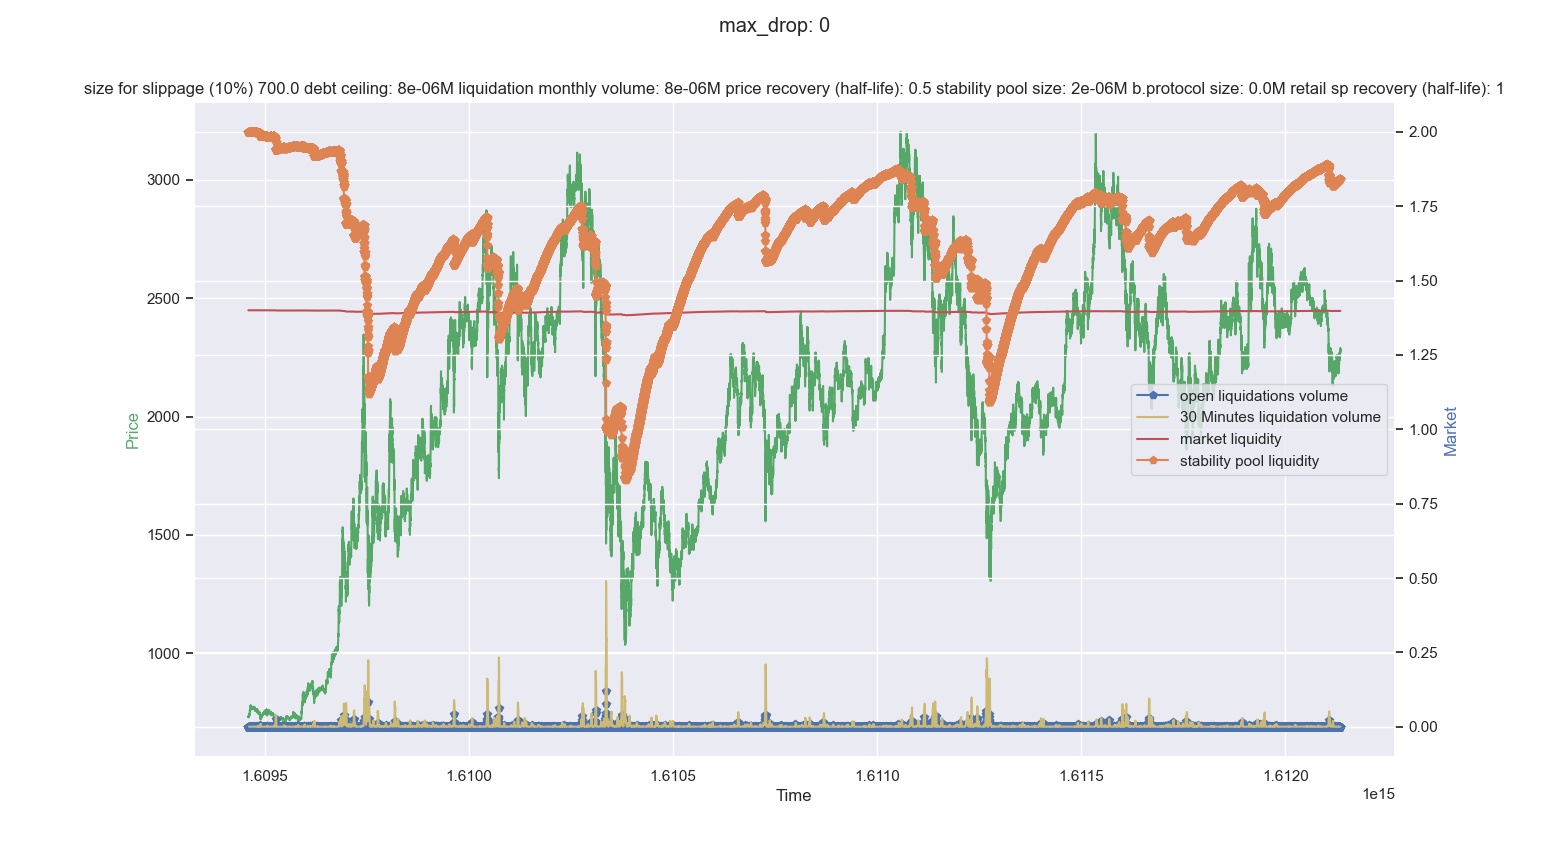 max_drop: 0
size for slippage (10%) 700.0 debt ceiling: 8e-06M liquidation monthly volume: 8e-06M price recovery (half-life): 0.5 stability pool size: 2e-06M b.protocol size: 0.0M retail sp recovery (half-life): 1
3000
2500
2000
1500
1000
Price
2.00
1.75
1.50
1.25
1.00
0.75
0.50
0.25
0.00
Market
open liquidations volume
30 Minutes liquidation volume
market liquidity
stability pool liquidity
1.6095 1.6100 1.6105 1.6110 1.6115 1.6120
Time
1e15